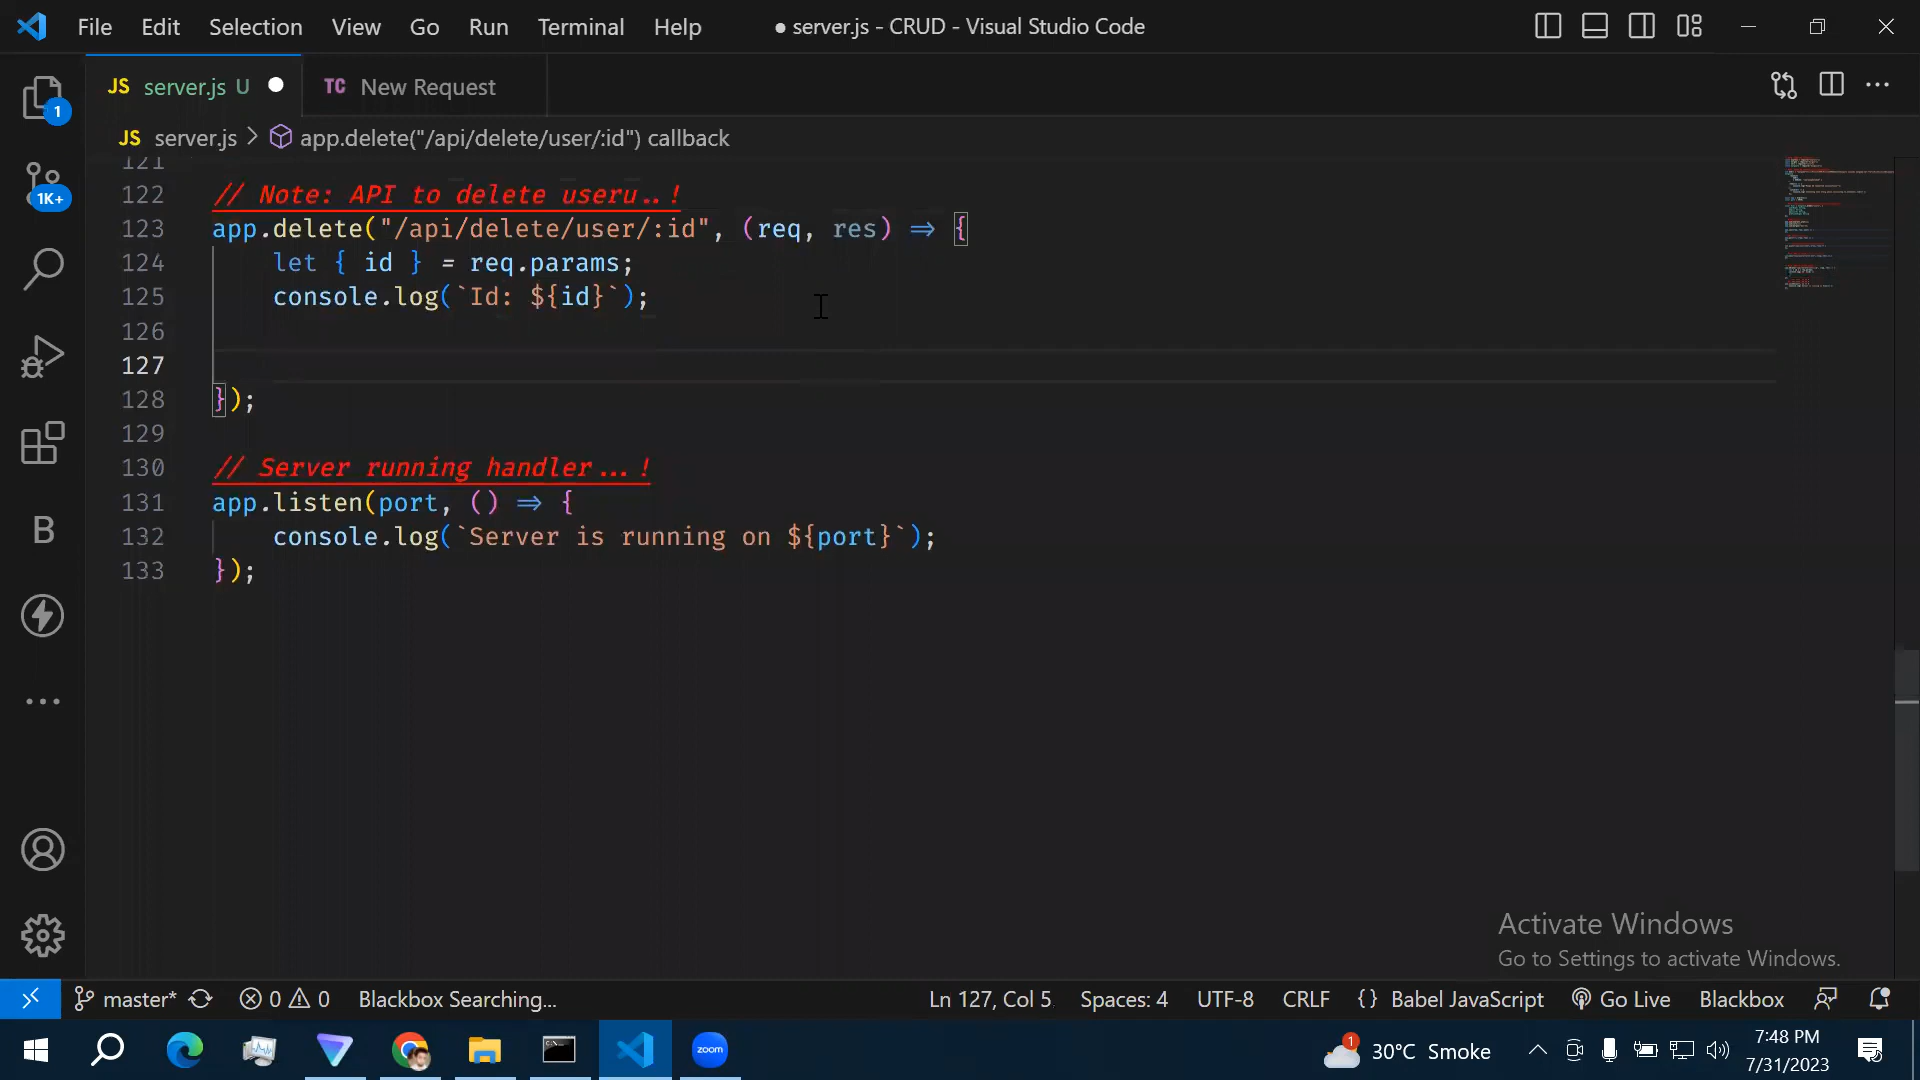 File Edit Selection View Go Run Terminal Help ● server.js - CRUD - Visual Studio Code
JS server.js U ● TC New Request
JS server.js > app.delete("/api/delete/user/:id") callback
121
122 // Note: API to delete useru..!
123 app.delete("/api/delete/user/:id", (req, res) => {
124 let { id } = req.params;
125 console.log(`Id: ${id}`);
126
127
128 });
129
130 // Server running handler...!
131 app.listen(port, () => {
132 console.log(`Server is running on ${port}`);
133 });
1
1K+
B
Activate Windows
Go to Settings to activate Windows.
master* 0 0 Blackbox Searching... Ln 127, Col 5 Spaces: 4 UTF-8 CRLF {} Babel JavaScript Go Live Blackbox
zoom 1 30°C Smoke 7:48 PM
7/31/2023